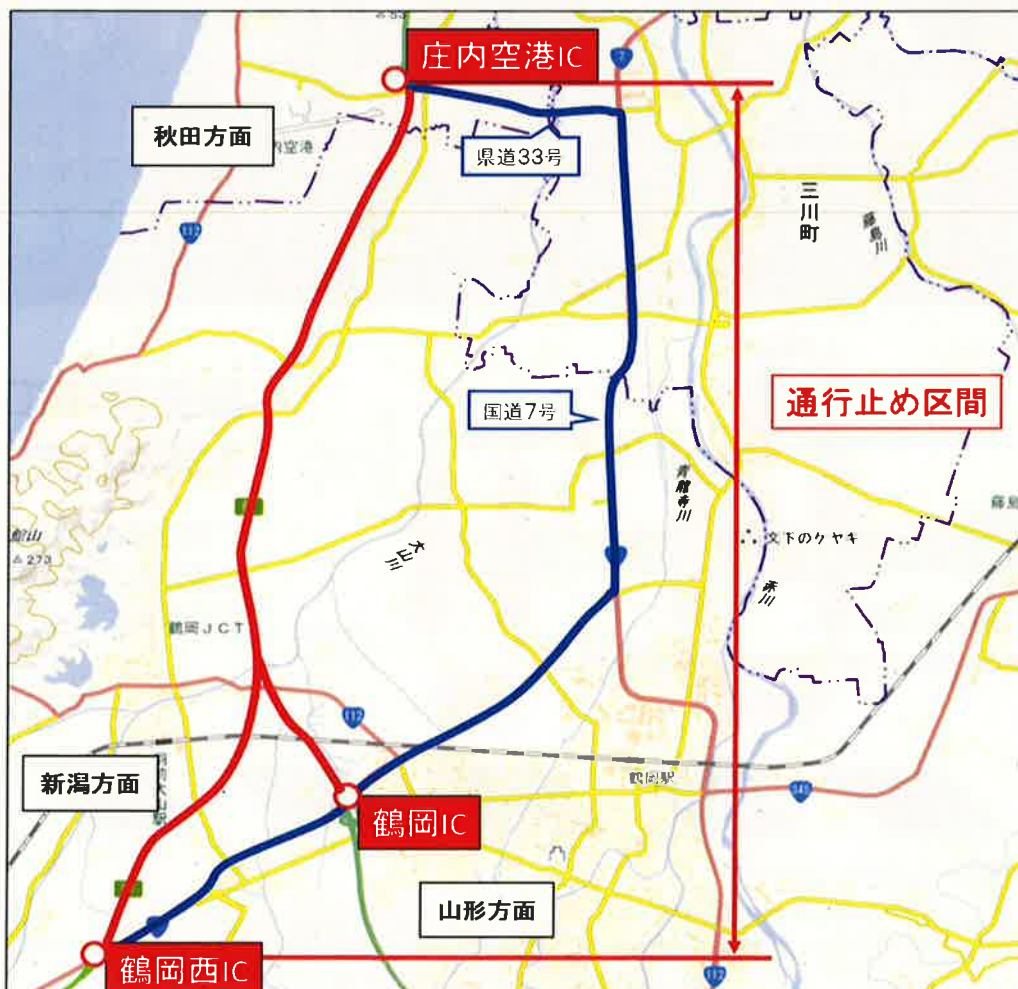 庄内空港IC
7
秋田方面
県道33号
三川町
藤島川
112
国道7号
通行止め区間
青龍寺川
文下のケヤキ
大山川
赤川
△273
鶴岡JCT
112
新潟方面
鶴岡駅
345
鶴岡IC
山形方面
鶴岡西IC
112